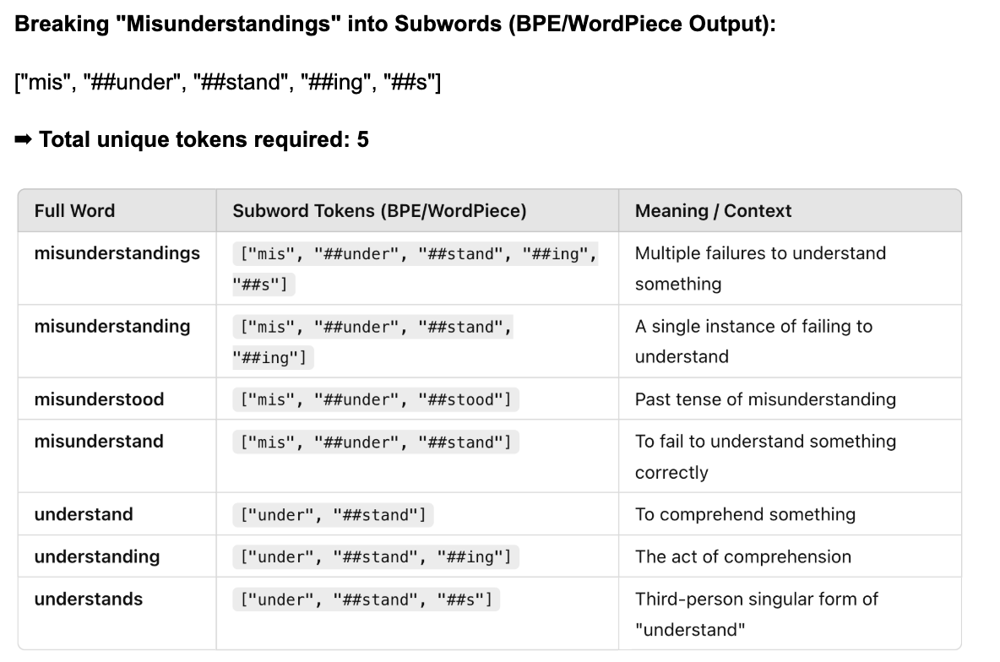 Breaking "Misunderstandings" into Subwords (BPE/WordPiece Output):
["mis", "##under", "##stand", "##ing", "##s"]
➡ Total unique tokens required: 5
Full Word Subword Tokens (BPE/WordPiece) Meaning / Context
misunderstandings ["mis", "##under", "##stand", "##ing", Multiple failures to understand
"##s"] something
misunderstanding ["mis", "##under", "##stand", A single instance of failing to
"##ing"] understand
misunderstood ["mis", "##under", "##stood"] Past tense of misunderstanding
misunderstand ["mis", "##under", "##stand"] To fail to understand something
correctly
understand ["under", "##stand"] To comprehend something
understanding ["under", "##stand", "##ing"] The act of comprehension
understands ["under", "##stand", "##s"] Third-person singular form of
"understand"